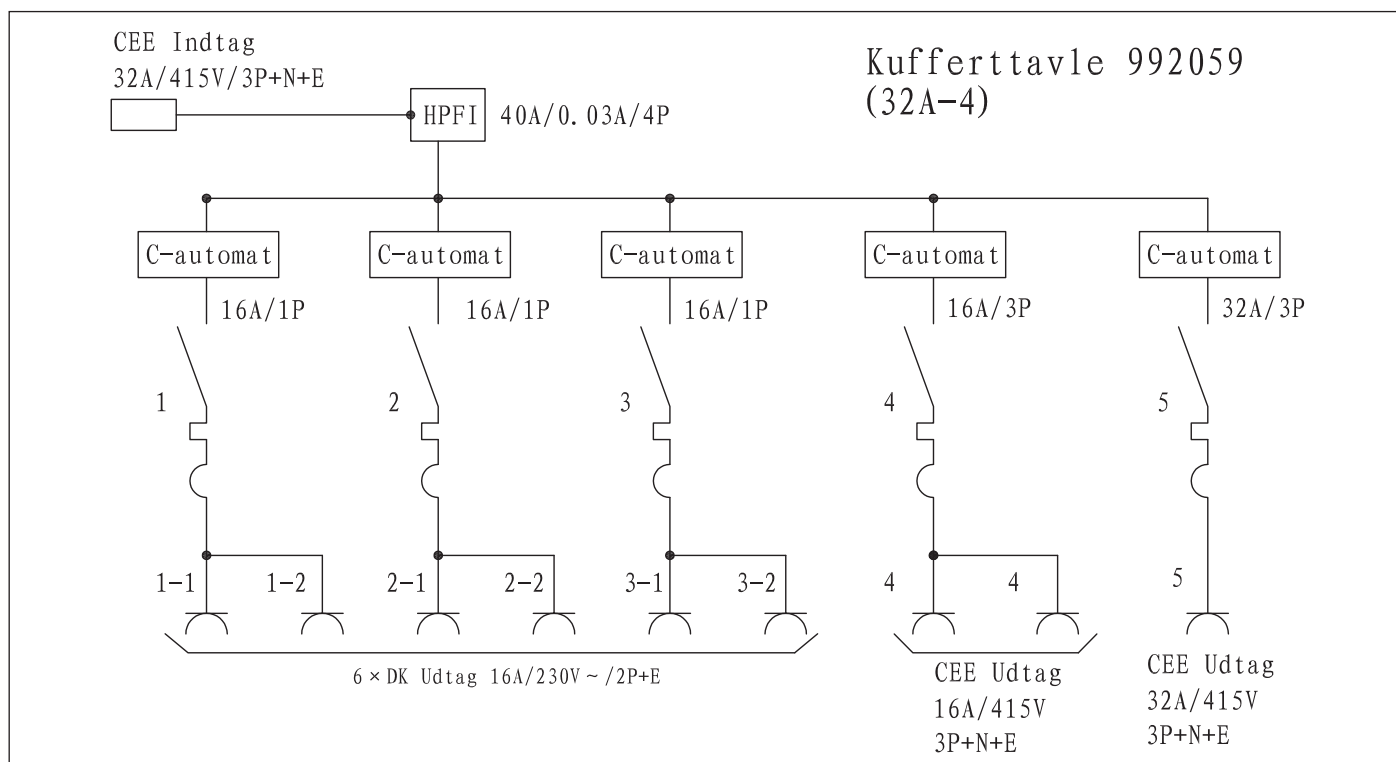 CEE Indtag
32A/415V/3P+N+E
Kufferttavle 992059
(32A-4)
HPFI
40A/0.03A/4P
C-automat
C-automat
C-automat
C-automat
C-automat
16A/1P
16A/1P
16A/1P
16A/3P
32A/3P
1
2
3
4
5
1-1
1-2
2-1
2-2
3-1
3-2
4
4
5
6×DK Udtag 16A/230V~/2P+E
CEE Udtag
16A/415V
3P+N+E
CEE Udtag
32A/415V
3P+N+E